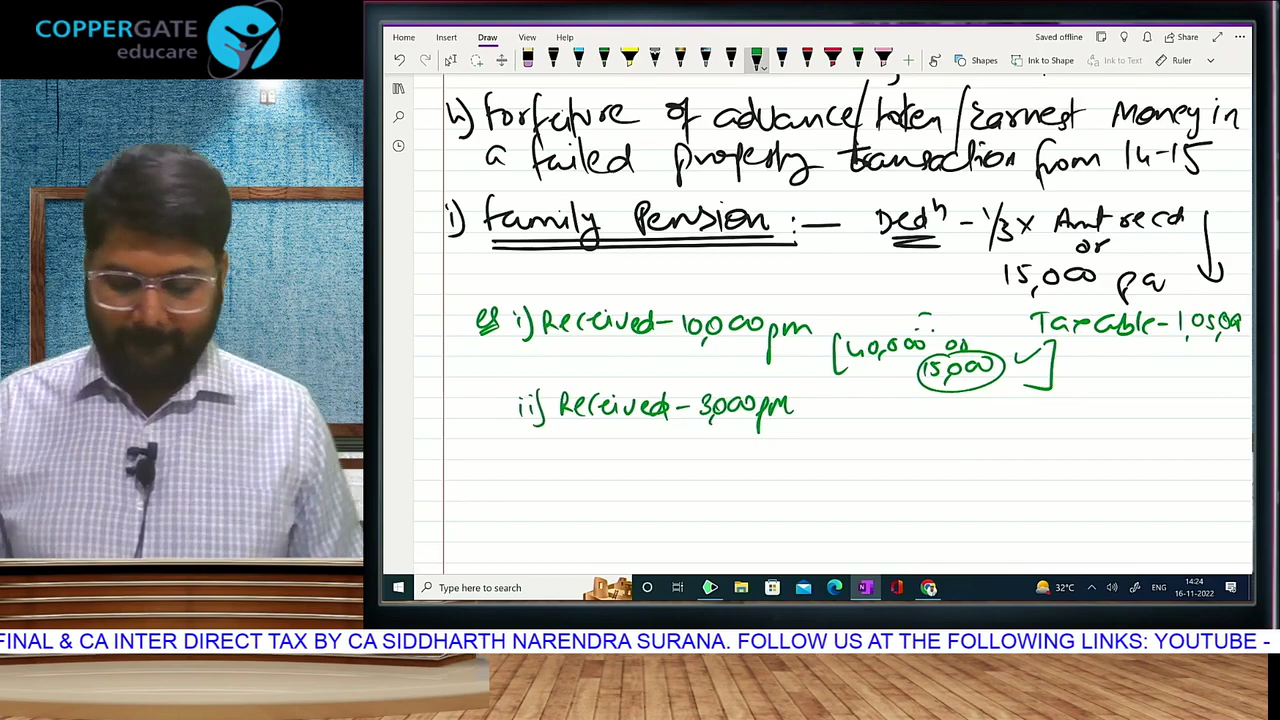 COPPERGATE
educare
Home Insert Draw View Help
Saved offline
Share
Shapes
Ink to Shape
Ink to Text
Ruler
h) Forfeiture of advance/token/Earnest Money in
a failed property transaction from 14-15
i) Family Pension :— Dedⁿ - 1/3 x Amt recd
or
15,000 pa
eg i) Received - 10,000 pm
∴
[40,000 or
15,000 ✓]
Taxable - 1,05,000
ii) Received - 3,000 pm
Type here to search
32°C
ENG
14:24
16-11-2022
FINAL & CA INTER DIRECT TAX BY CA SIDDHARTH NARENDRA SURANA. FOLLOW US AT THE FOLLOWING LINKS: YOUTUBE -